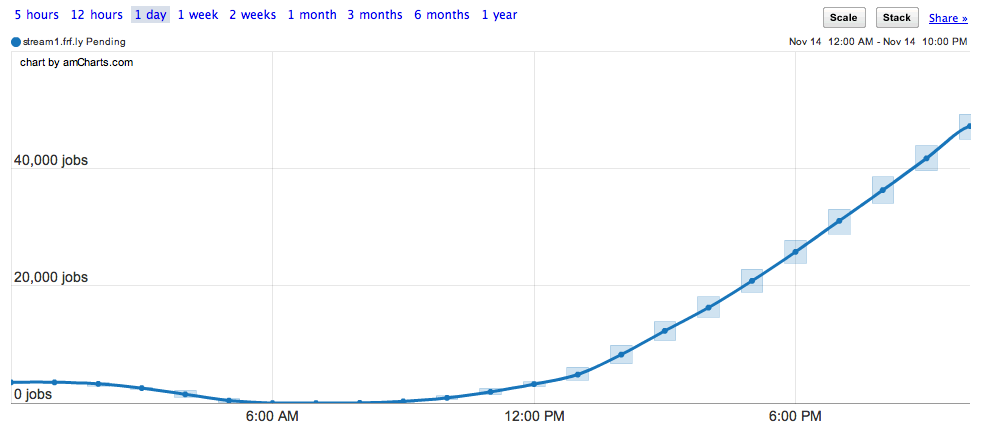 5 hours 12 hours 1 day 1 week 2 weeks 1 month 3 months 6 months 1 year Scale Stack Share »
stream1.frf.ly Pending Nov 14 12:00 AM - Nov 14 10:00 PM
chart by amCharts.com
40,000 jobs
20,000 jobs
0 jobs
6:00 AM 12:00 PM 6:00 PM